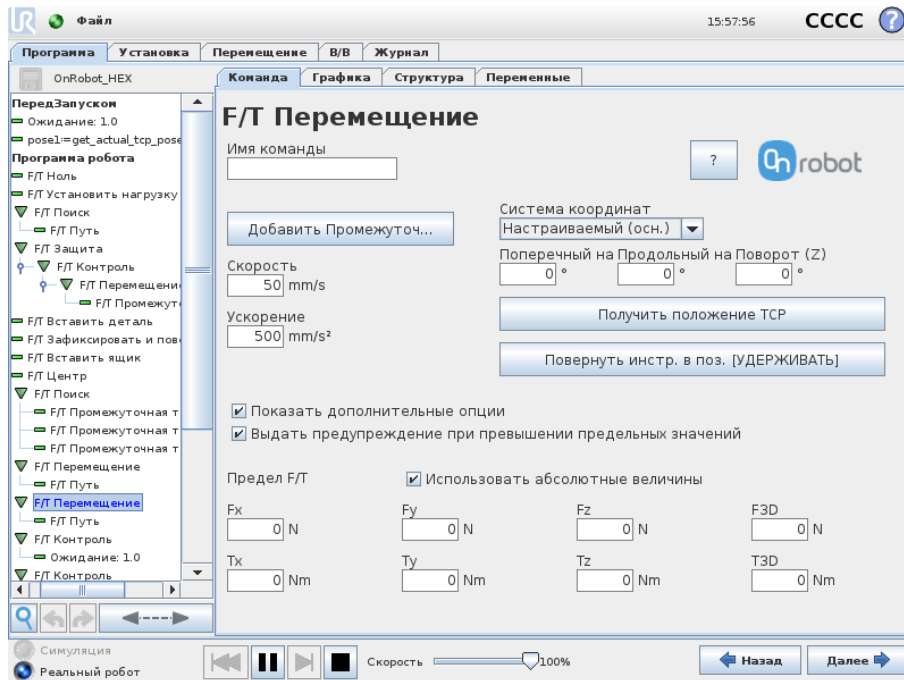 Файл
15:57:56
CCCC
?
Программа
Установка
Перемещение
В/В
Журнал
OnRobot_HEX
Команда
Графика
Структура
Переменные
ПередЗапуском
Ожидание: 1.0
pose1:=get_actual_tcp_pose
Программа робота
F/T Ноль
F/T Установить нагрузку
F/T Поиск
F/T Путь
F/T Защита
F/T Контроль
F/T Перемещени
F/T Промежут
F/T Вставить деталь
F/T Зафиксировать и пов
F/T Вставить ящик
F/T Центр
F/T Поиск
F/T Промежуточная т
F/T Промежуточная т
F/T Промежуточная т
F/T Перемещение
F/T Путь
F/T Перемещение
F/T Путь
F/T Контроль
Ожидание: 1.0
F/T Контроль
F/T Перемещение
Имя команды
?
On robot
Добавить Промежуточ...
Система координат
Настраиваемый (осн.)
Скорость
50 mm/s
Поперечный на Продольный на Поворот (Z)
0 ° 0 ° 0 °
Ускорение
500 mm/s²
Получить положение TCP
Повернуть инстр. в поз. [УДЕРЖИВАТЬ]
Показать дополнительные опции
Выдать предупреждение при превышении предельных значений
Предел F/T
Использовать абсолютные величины
Fx Fy Fz F3D
0 N 0 N 0 N 0 N
Tx Ty Tz T3D
0 Nm 0 Nm 0 Nm 0 Nm
Симуляция
Реальный робот
Скорость
100%
Назад
Далее